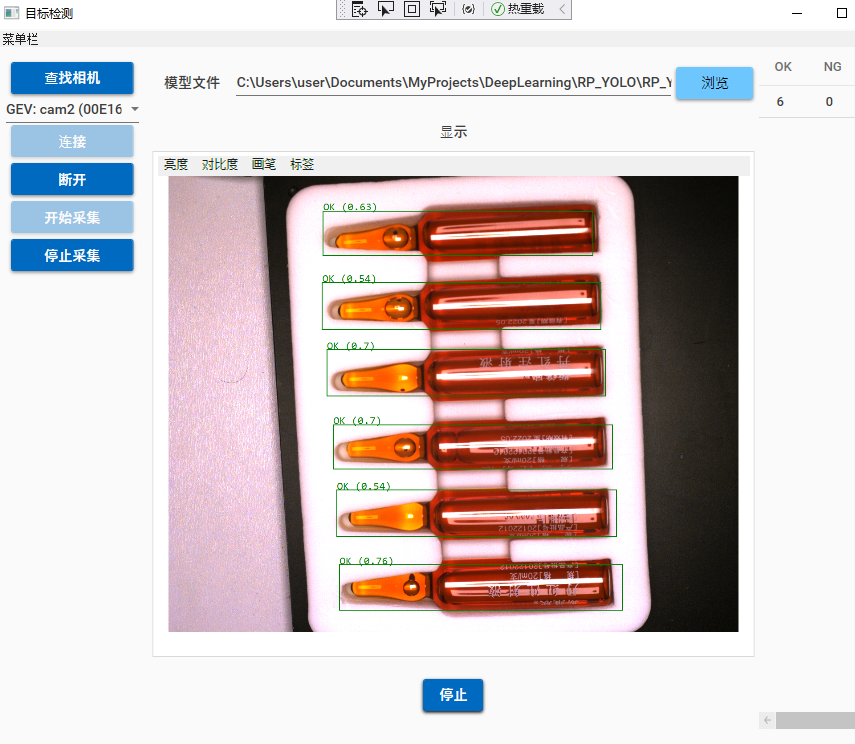 目标检测
热重载
菜单栏
查找相机
GEV: cam2 (00E16
连接
断开
开始采集
停止采集
模型文件
C:\Users\user\Documents\MyProjects\DeepLearning\RP_YOLO\RP_Y
浏览
OK NG
6 0
显示
亮度 对比度 画笔 标签
OK (0.63)
OK (0.54)
OK (0.7)
OK (0.7)
OK (0.54)
OK (0.76)
停止